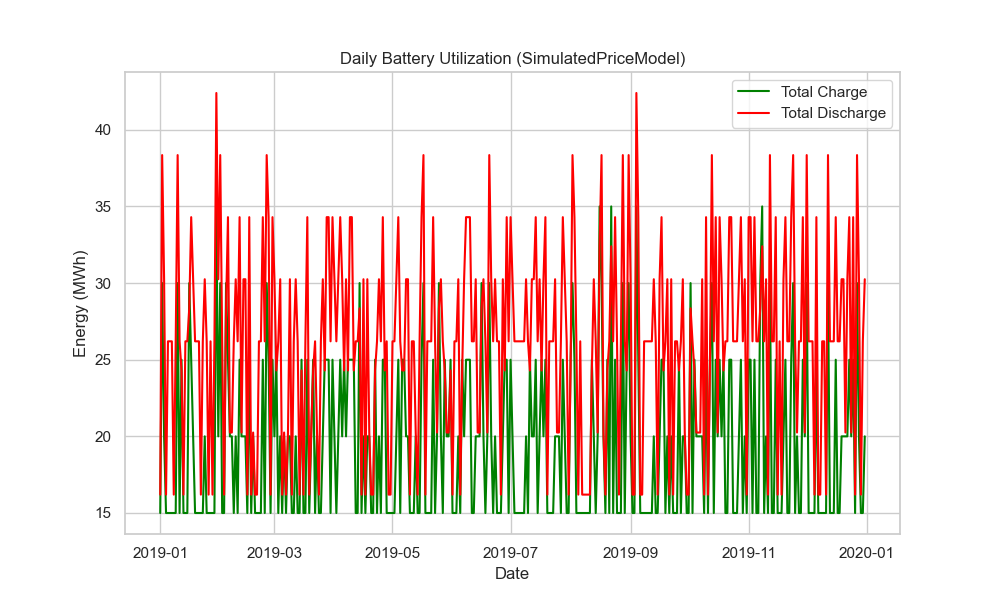 Daily Battery Utilization (SimulatedPriceModel)
Total Charge
Total Discharge
Energy (MWh)
40
35
30
25
20
15
2019-01 2019-03 2019-05 2019-07 2019-09 2019-11 2020-01
Date